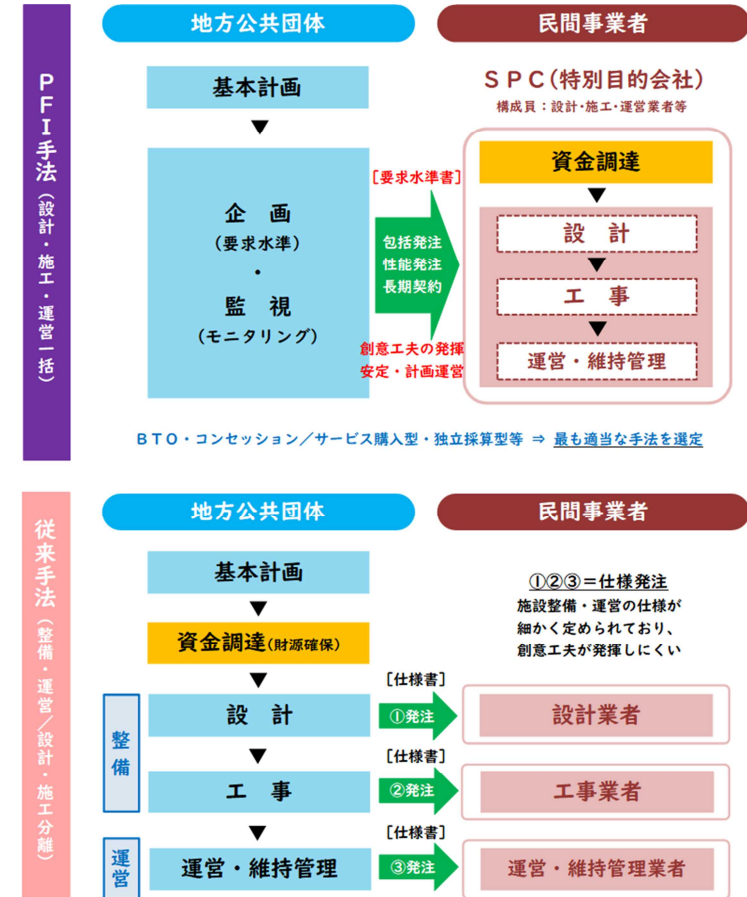 PFI手法(設計・施工・運営一括)
地方公共団体
民間事業者
基本計画
▼
企　画
(要求水準)
・
監　視
(モニタリング)
[要求水準書]
包括発注
性能発注
長期契約
創意工夫の発揮
安定・計画運営
SPC(特別目的会社)
構成員：設計・施工・運営業者等
資金調達
▼
設　計
▼
工　事
▼
運営・維持管理
BTO・コンセッション／サービス購入型・独立採算型等 ⇒ 最も適当な手法を選定
従来手法(整備・運営／設計・施工分離)
地方公共団体
民間事業者
基本計画
▼
資金調達(財源確保)
▼
①②③＝仕様発注
施設整備・運営の仕様が
細かく定められており、
創意工夫が発揮しにくい
整備
設　計
[仕様書]
①発注
設計業者
▼
工　事
[仕様書]
②発注
工事業者
▼
運営
運営・維持管理
[仕様書]
③発注
運営・維持管理業者